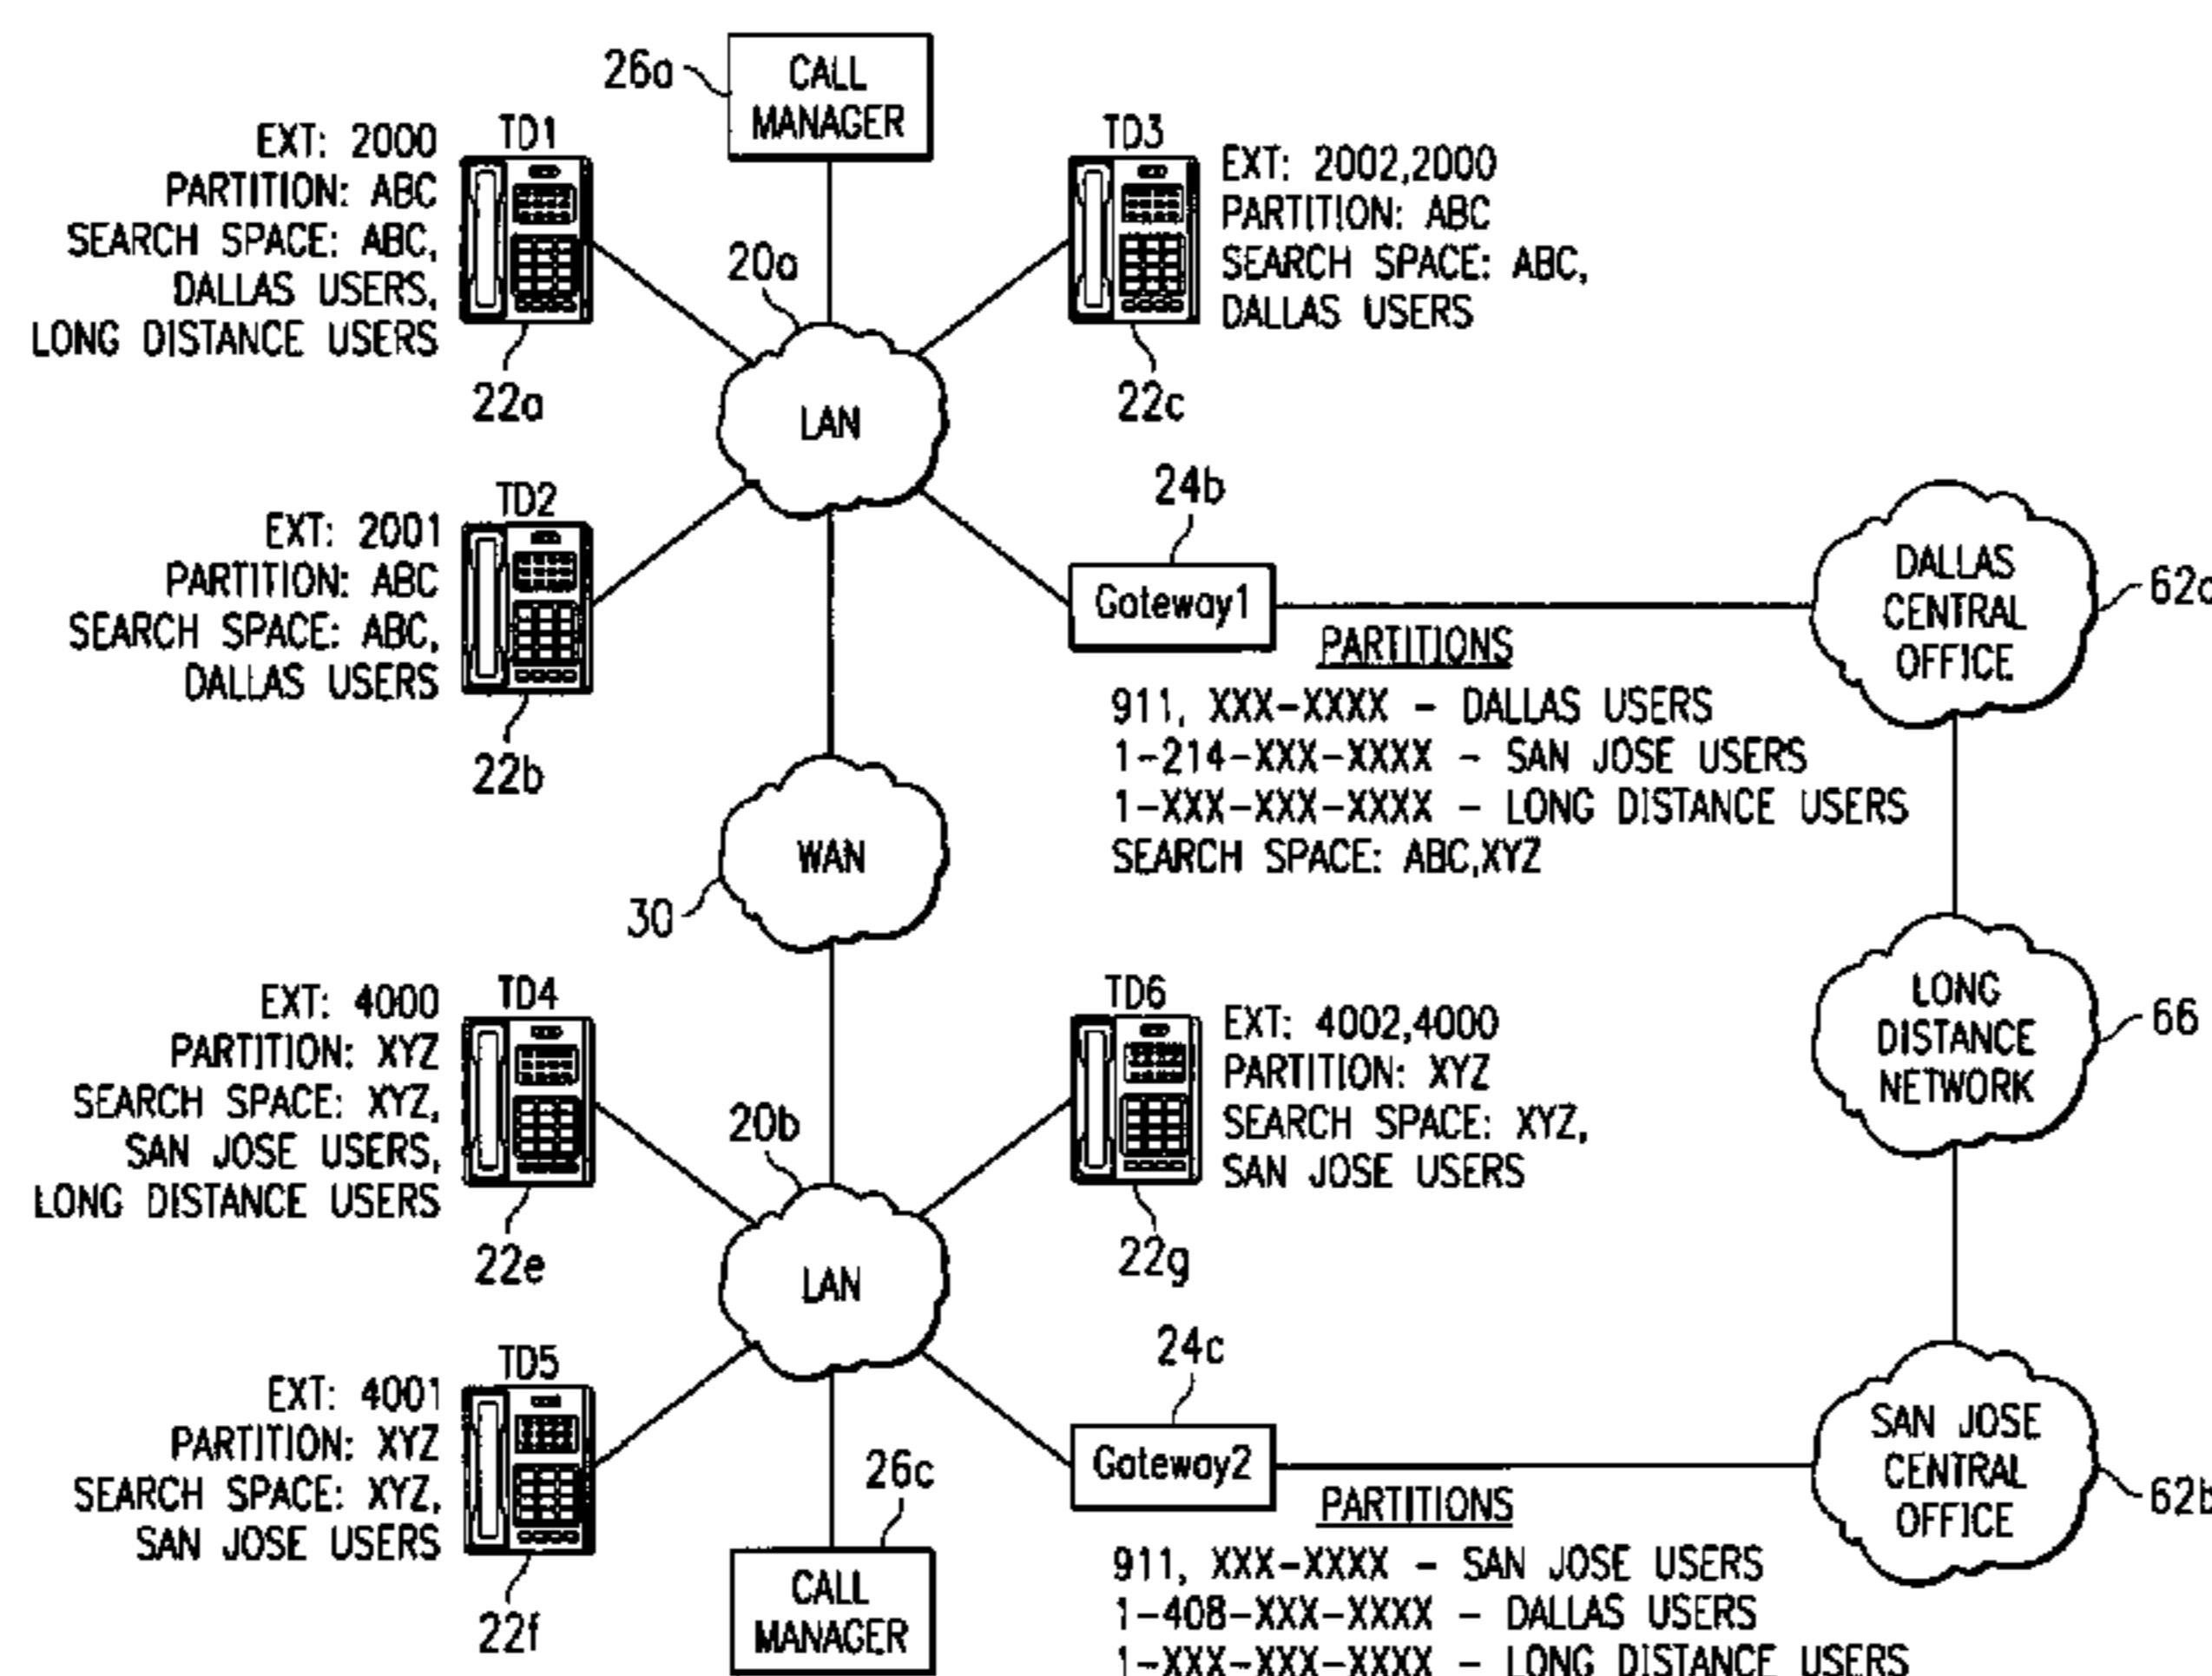 26a
CALL
MANAGER
EXT: 2000
PARTITION: ABC
SEARCH SPACE: ABC,
DALLAS USERS,
LONG DISTANCE USERS
TD1
22a
20a
LAN
TD3
EXT: 2002,2000
PARTITION: ABC
SEARCH SPACE: ABC,
DALLAS USERS
22c
EXT: 2001
PARTITION: ABC
SEARCH SPACE: ABC,
DALLAS USERS
TD2
22b
24b
Gateway1
PARTITIONS
911, XXX-XXXX - DALLAS USERS
1-214-XXX-XXXX - SAN JOSE USERS
1-XXX-XXX-XXXX - LONG DISTANCE USERS
SEARCH SPACE: ABC,XYZ
DALLAS
CENTRAL
OFFICE
62a
WAN
30
LONG
DISTANCE
NETWORK
66
EXT: 4000
PARTITION: XYZ
SEARCH SPACE: XYZ,
SAN JOSE USERS,
LONG DISTANCE USERS
TD4
22e
20b
LAN
TD6
EXT: 4002,4000
PARTITION: XYZ
SEARCH SPACE: XYZ,
SAN JOSE USERS
22g
EXT: 4001
PARTITION: XYZ
SEARCH SPACE: XYZ,
SAN JOSE USERS
TD5
22f
26c
CALL
MANAGER
24c
Gateway2
PARTITIONS
911, XXX-XXXX - SAN JOSE USERS
1-408-XXX-XXXX - DALLAS USERS
1-XXX-XXX-XXXX - LONG DISTANCE USERS
SAN JOSE
CENTRAL
OFFICE
62b